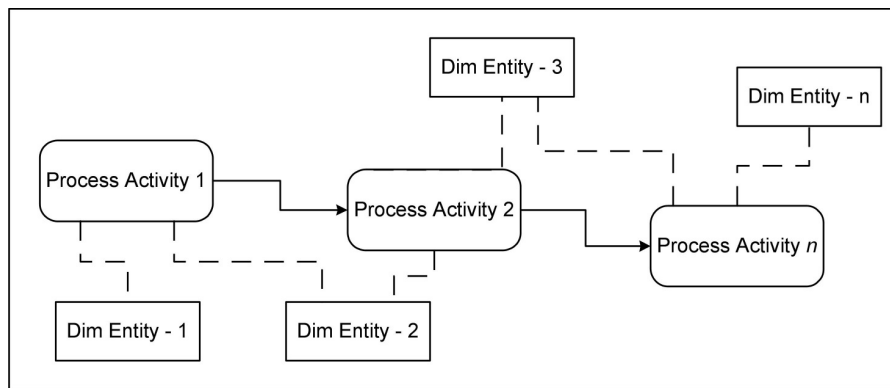 Dim Entity - 3
Dim Entity - n
Process Activity 1
Process Activity 2
Process Activity n
Dim Entity - 1
Dim Entity - 2